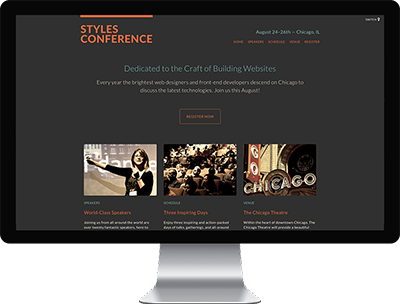 SWITCH
STYLES
CONFERENCE
August 24–26th — Chicago, IL
HOME SPEAKERS SCHEDULE VENUE REGISTER
Dedicated to the Craft of Building Websites
Every year the brightest web designers and front-end developers descend on Chicago to
discuss the latest technologies. Join us this August!
REGISTER NOW
CHICAGO
SPEAKERS
World-Class Speakers
Joining us from all around the world are
over twenty fantastic speakers, here to
SCHEDULE
Three Inspiring Days
Enjoy three inspiring and action-packed
days of talks, gatherings, and all-around
VENUE
The Chicago Theatre
Within the heart of downtown Chicago, The
Chicago Theatre will provide a beautiful